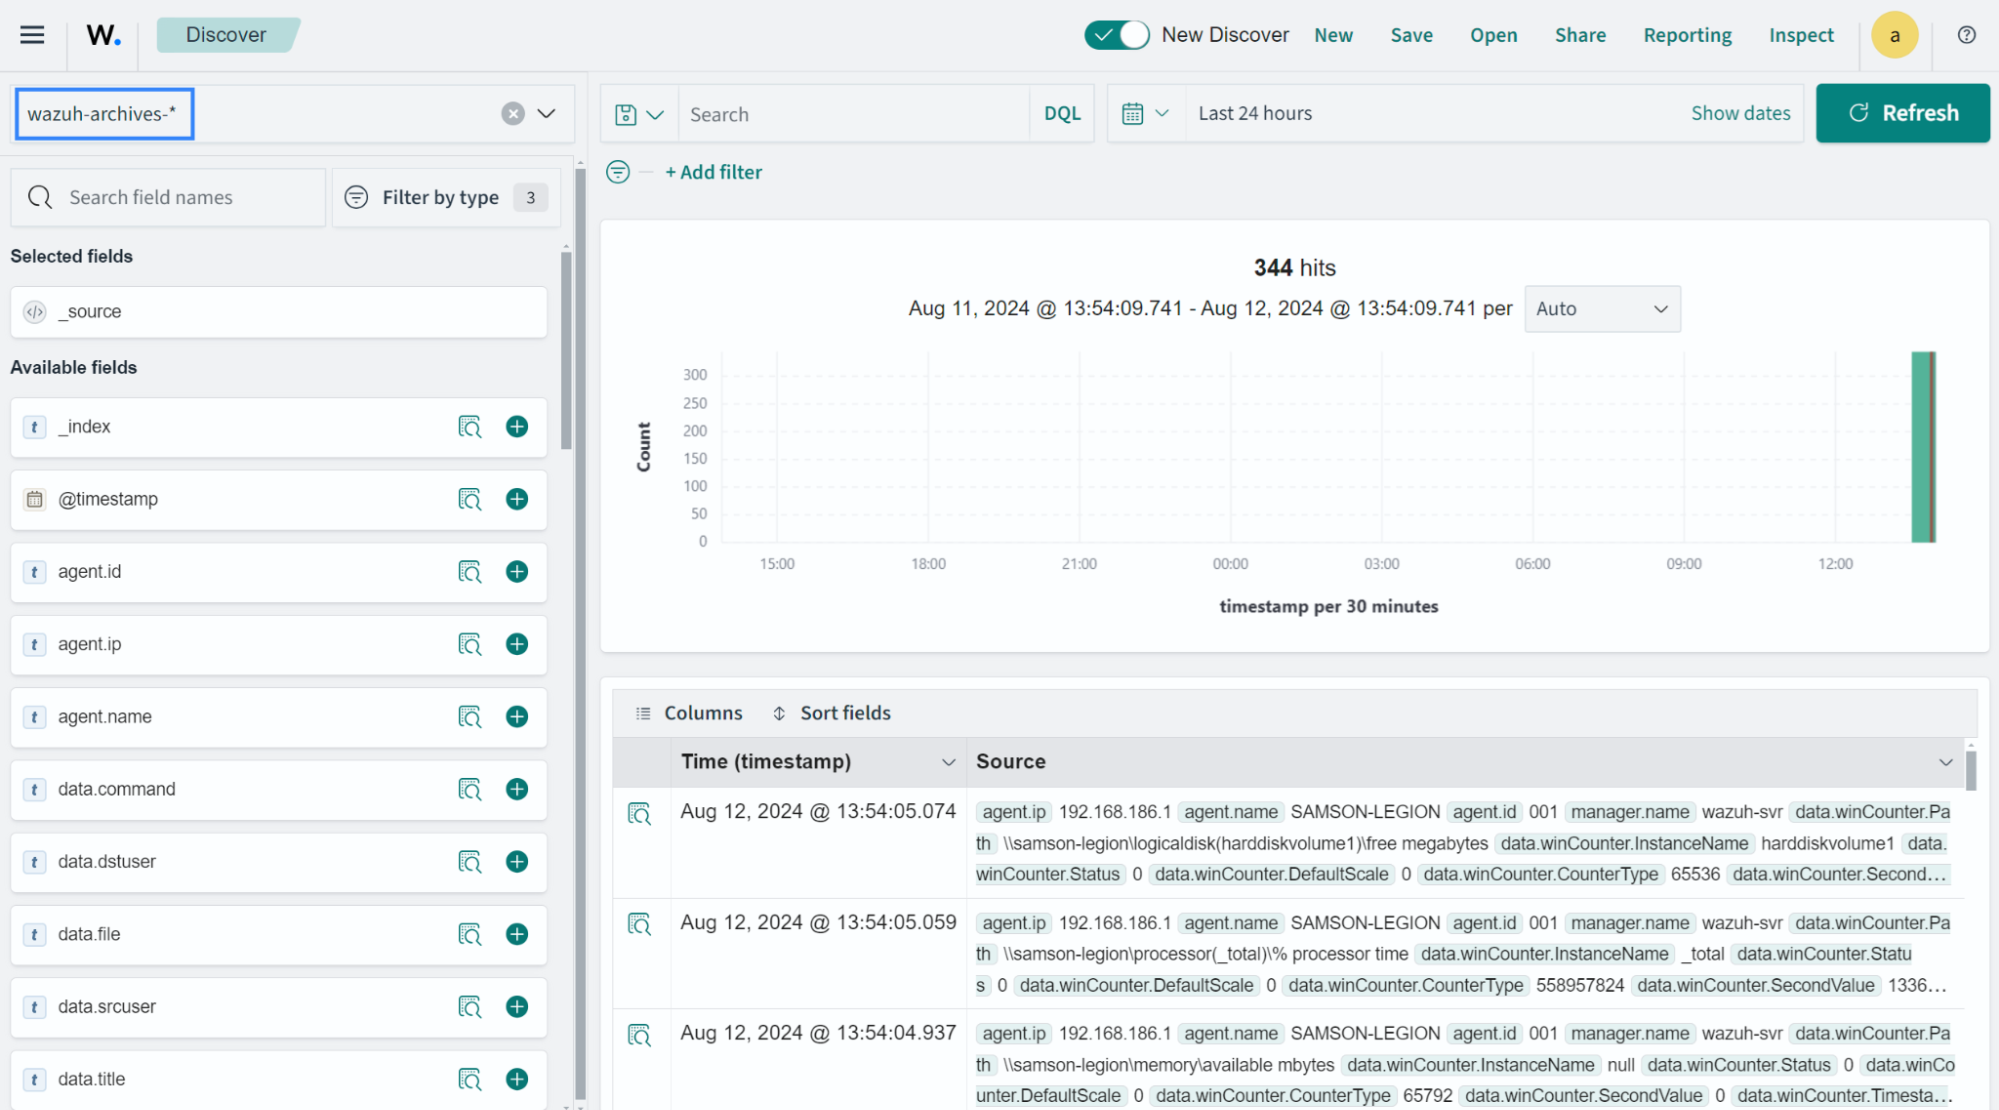 W.
Discover
New Discover
New
Save
Open
Share
Reporting
Inspect
a
wazuh-archives-*
Search
DQL
Last 24 hours
Show dates
Refresh
+ Add filter
Search field names
Filter by type 3
Selected fields
_source
Available fields
t _index
@timestamp
t agent.id
t agent.ip
t agent.name
t data.command
t data.dstuser
t data.file
t data.srcuser
t data.title
344 hits
Aug 11, 2024 @ 13:54:09.741 - Aug 12, 2024 @ 13:54:09.741 per Auto
Count
300
250
200
150
100
50
0
15:00 18:00 21:00 00:00 03:00 06:00 09:00 12:00
timestamp per 30 minutes
Columns Sort fields
Time (timestamp) Source
Aug 12, 2024 @ 13:54:05.074
agent.ip 192.168.186.1 agent.name SAMSON-LEGION agent.id 001 manager.name wazuh-svr data.winCounter.Pa
th \\samson-legion\logicaldisk(harddiskvolume1)\free megabytes data.winCounter.InstanceName harddiskvolume1 data.
winCounter.Status 0 data.winCounter.DefaultScale 0 data.winCounter.CounterType 65536 data.winCounter.Second...
Aug 12, 2024 @ 13:54:05.059
agent.ip 192.168.186.1 agent.name SAMSON-LEGION agent.id 001 manager.name wazuh-svr data.winCounter.Pa
th \\samson-legion\processor(_total)\% processor time data.winCounter.InstanceName _total data.winCounter.Statu
s 0 data.winCounter.DefaultScale 0 data.winCounter.CounterType 558957824 data.winCounter.SecondValue 1336...
Aug 12, 2024 @ 13:54:04.937
agent.ip 192.168.186.1 agent.name SAMSON-LEGION agent.id 001 manager.name wazuh-svr data.winCounter.Pa
th \\samson-legion\memory\available mbytes data.winCounter.InstanceName null data.winCounter.Status 0 data.winCo
unter.DefaultScale 0 data.winCounter.CounterType 65792 data.winCounter.SecondValue 0 data.winCounter.Timesta...